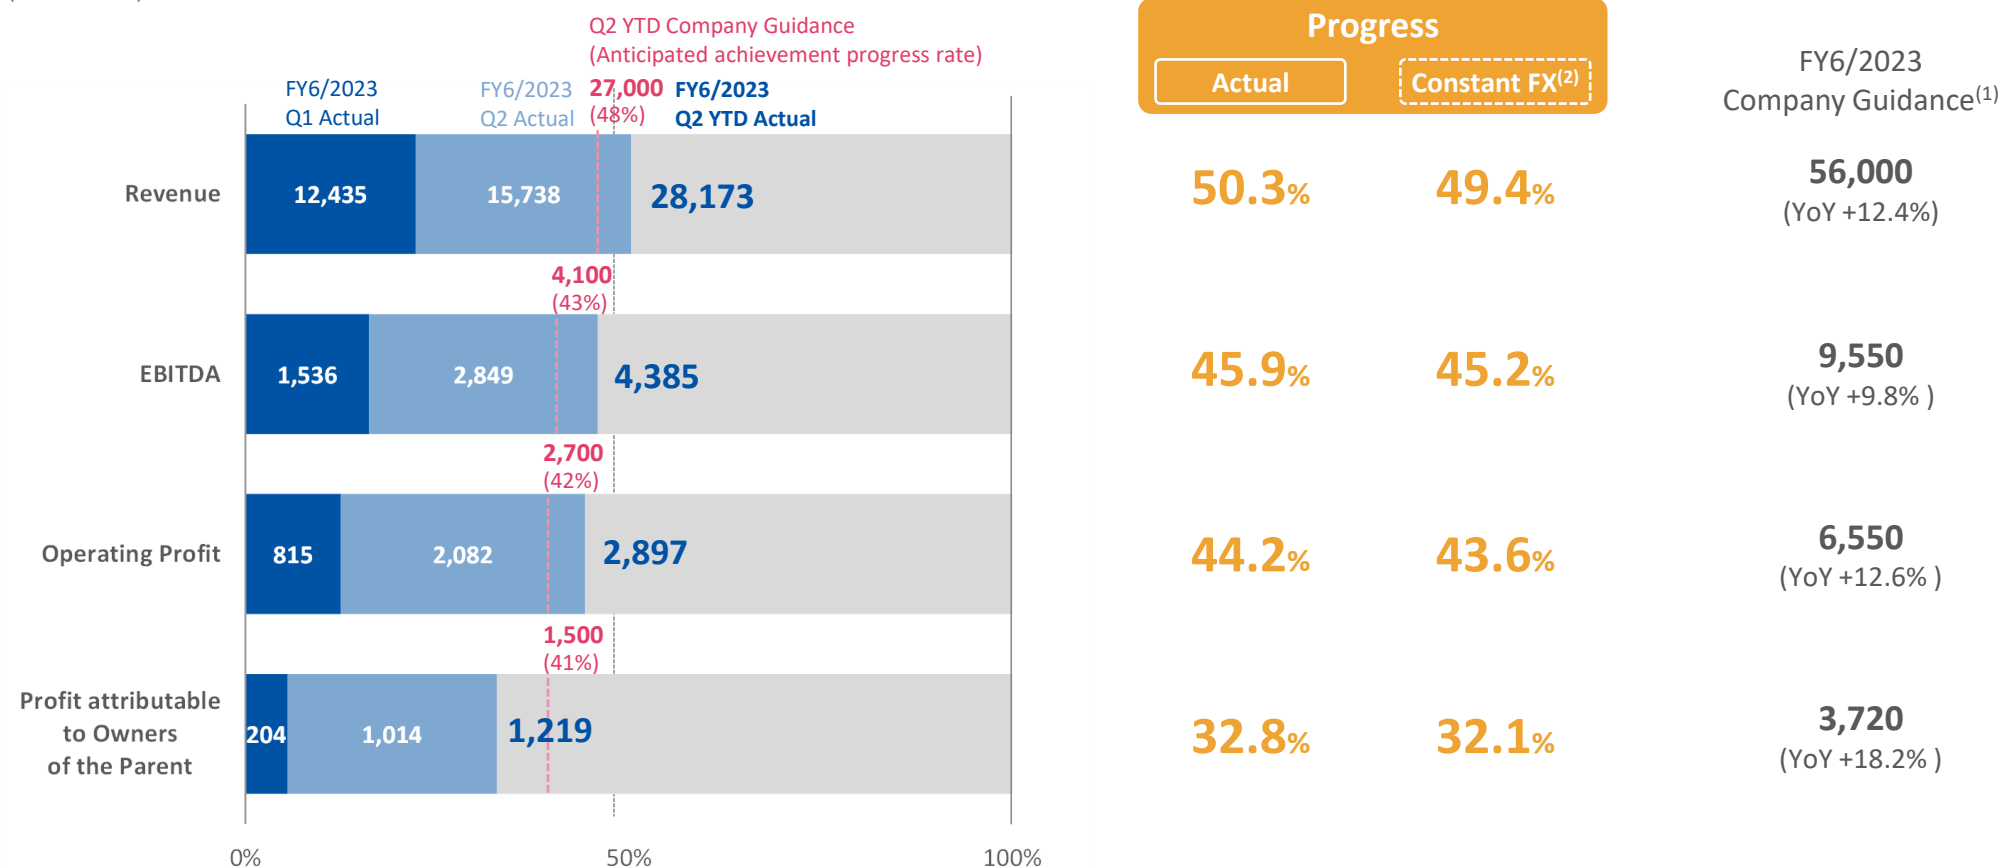 Q2 YTD Company Guidance
(Anticipated achievement progress rate)
FY6/2023
Q1 Actual
FY6/2023
Q2 Actual
27,000
(48%)
FY6/2023
Q2 YTD Actual
Progress
Actual
Constant FX(2)
FY6/2023
Company Guidance(1)
Revenue
12,435
15,738
28,173
50.3%
49.4%
56,000
(YoY +12.4%)
4,100
(43%)
EBITDA
1,536
2,849
4,385
45.9%
45.2%
9,550
(YoY +9.8% )
2,700
(42%)
Operating Profit
815
2,082
2,897
44.2%
43.6%
6,550
(YoY +12.6% )
1,500
(41%)
Profit attributable
to Owners
of the Parent
204
1,014
1,219
32.8%
32.1%
3,720
(YoY +18.2% )
0%
50%
100%